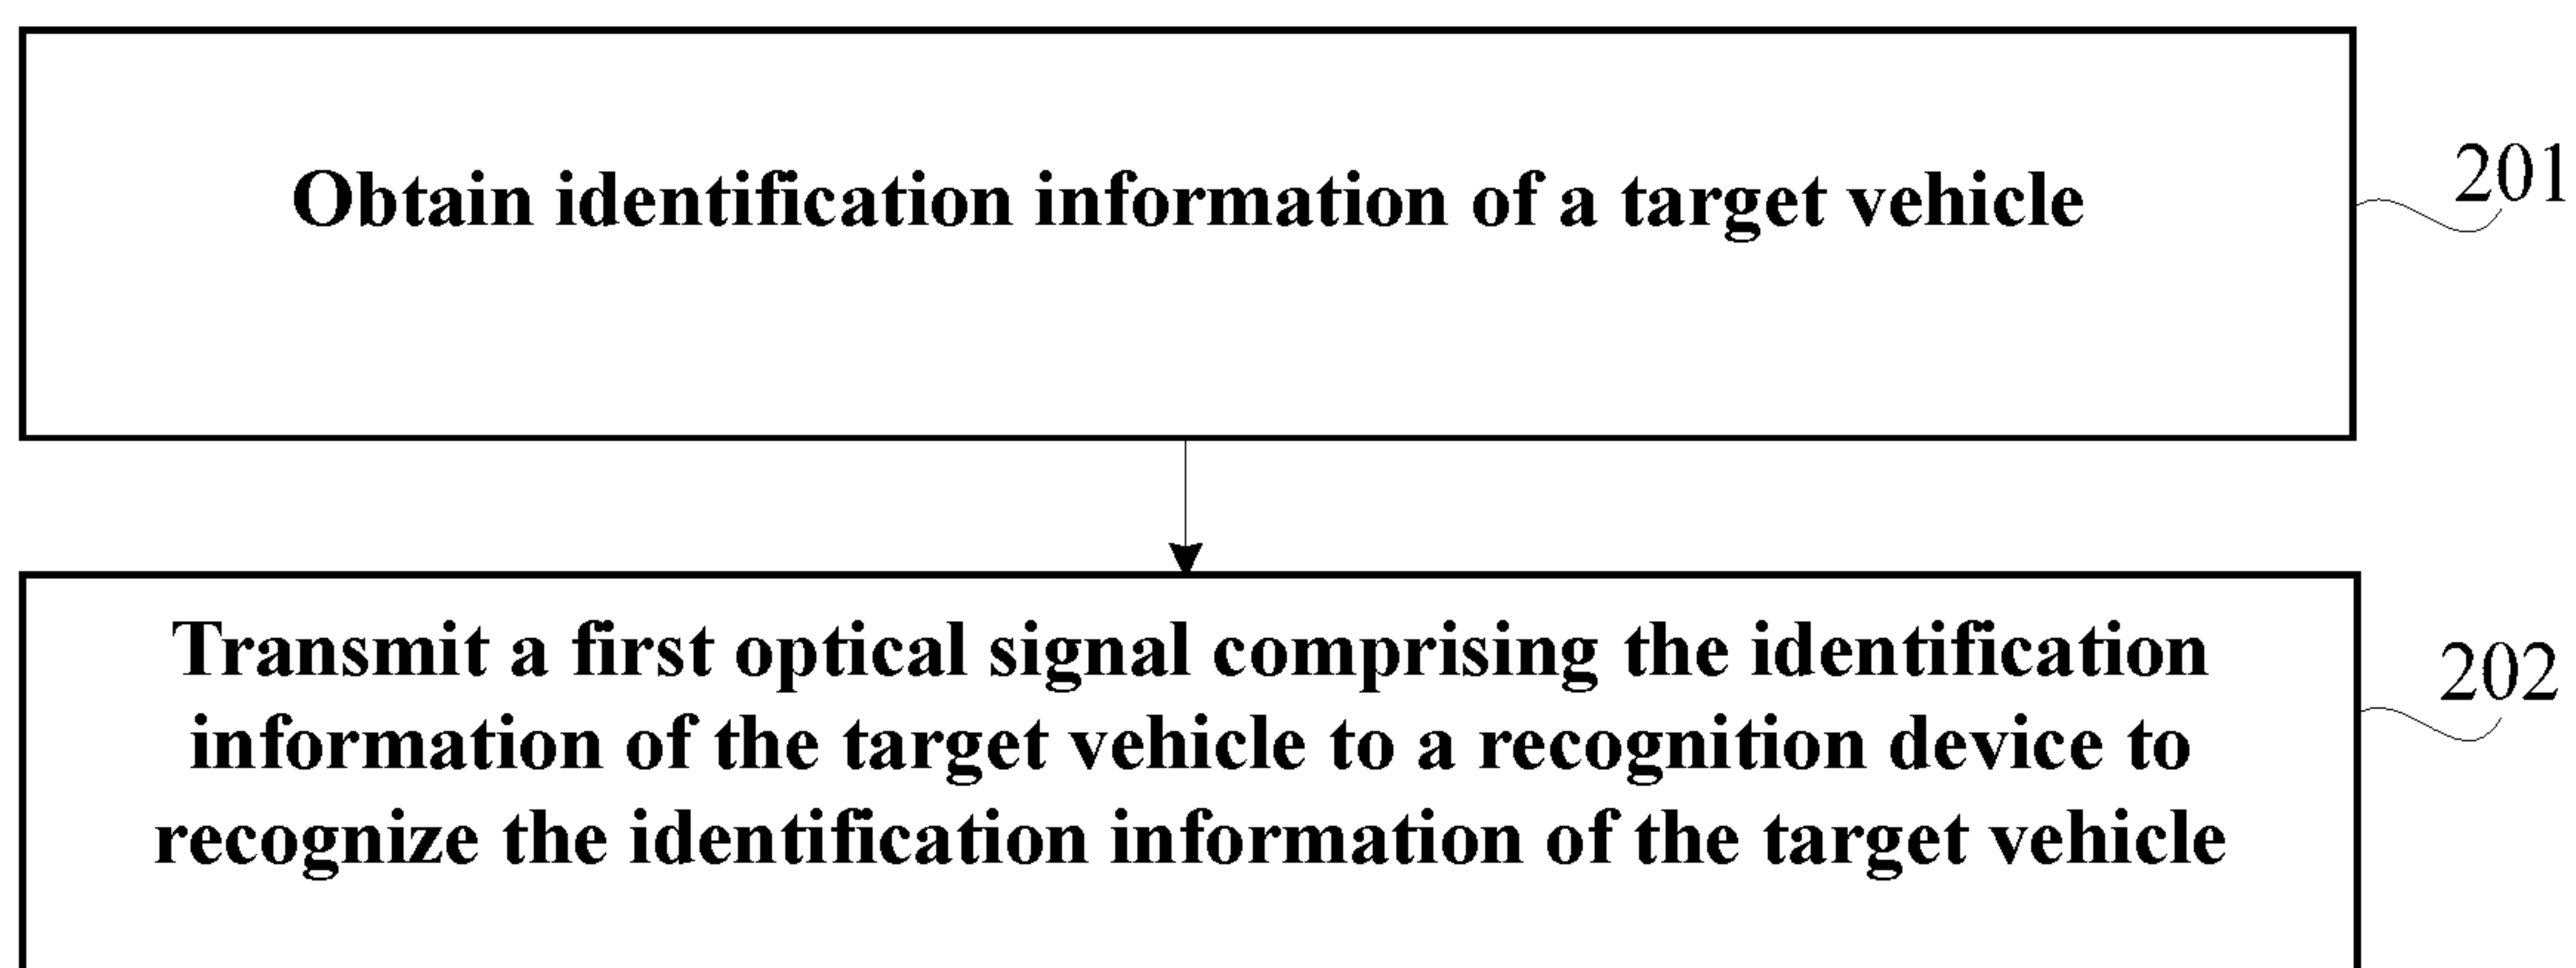 Obtain identification information of a target vehicle
201
Transmit a first optical signal comprising the identification
information of the target vehicle to a recognition device to
recognize the identification information of the target vehicle
202